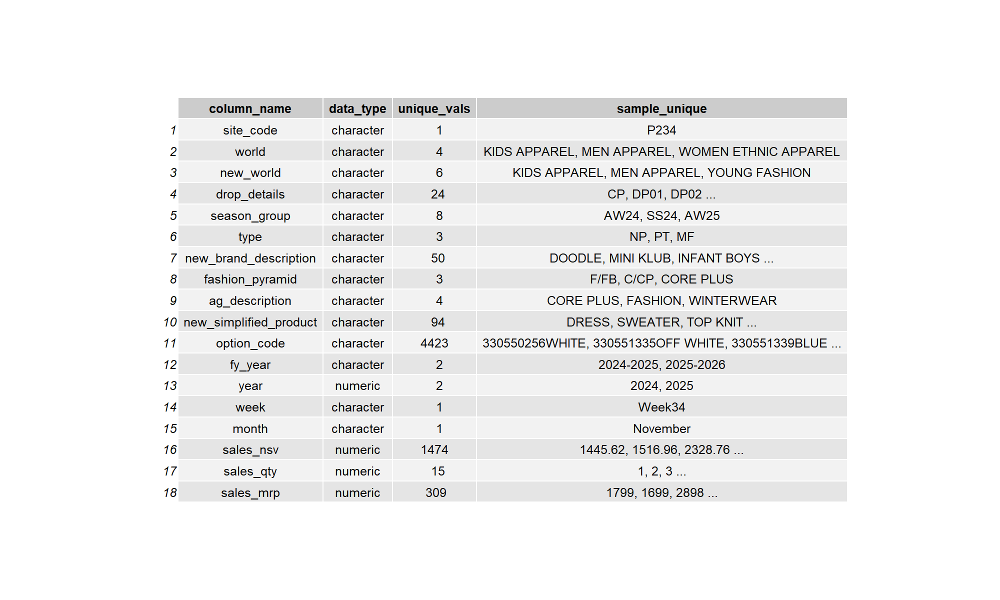 column_name data_type unique_vals sample_unique
1 site_code character 1 P234
2 world character 4 KIDS APPAREL, MEN APPAREL, WOMEN ETHNIC APPAREL
3 new_world character 6 KIDS APPAREL, MEN APPAREL, YOUNG FASHION
4 drop_details character 24 CP, DP01, DP02 ...
5 season_group character 8 AW24, SS24, AW25
6 type character 3 NP, PT, MF
7 new_brand_description character 50 DOODLE, MINI KLUB, INFANT BOYS ...
8 fashion_pyramid character 3 F/FB, C/CP, CORE PLUS
9 ag_description character 4 CORE PLUS, FASHION, WINTERWEAR
10 new_simplified_product character 94 DRESS, SWEATER, TOP KNIT ...
11 option_code character 4423 330550256WHITE, 330551335OFF WHITE, 330551339BLUE ...
12 fy_year character 2 2024-2025, 2025-2026
13 year numeric 2 2024, 2025
14 week character 1 Week34
15 month character 1 November
16 sales_nsv numeric 1474 1445.62, 1516.96, 2328.76 ...
17 sales_qty numeric 15 1, 2, 3 ...
18 sales_mrp numeric 309 1799, 1699, 2898 ...